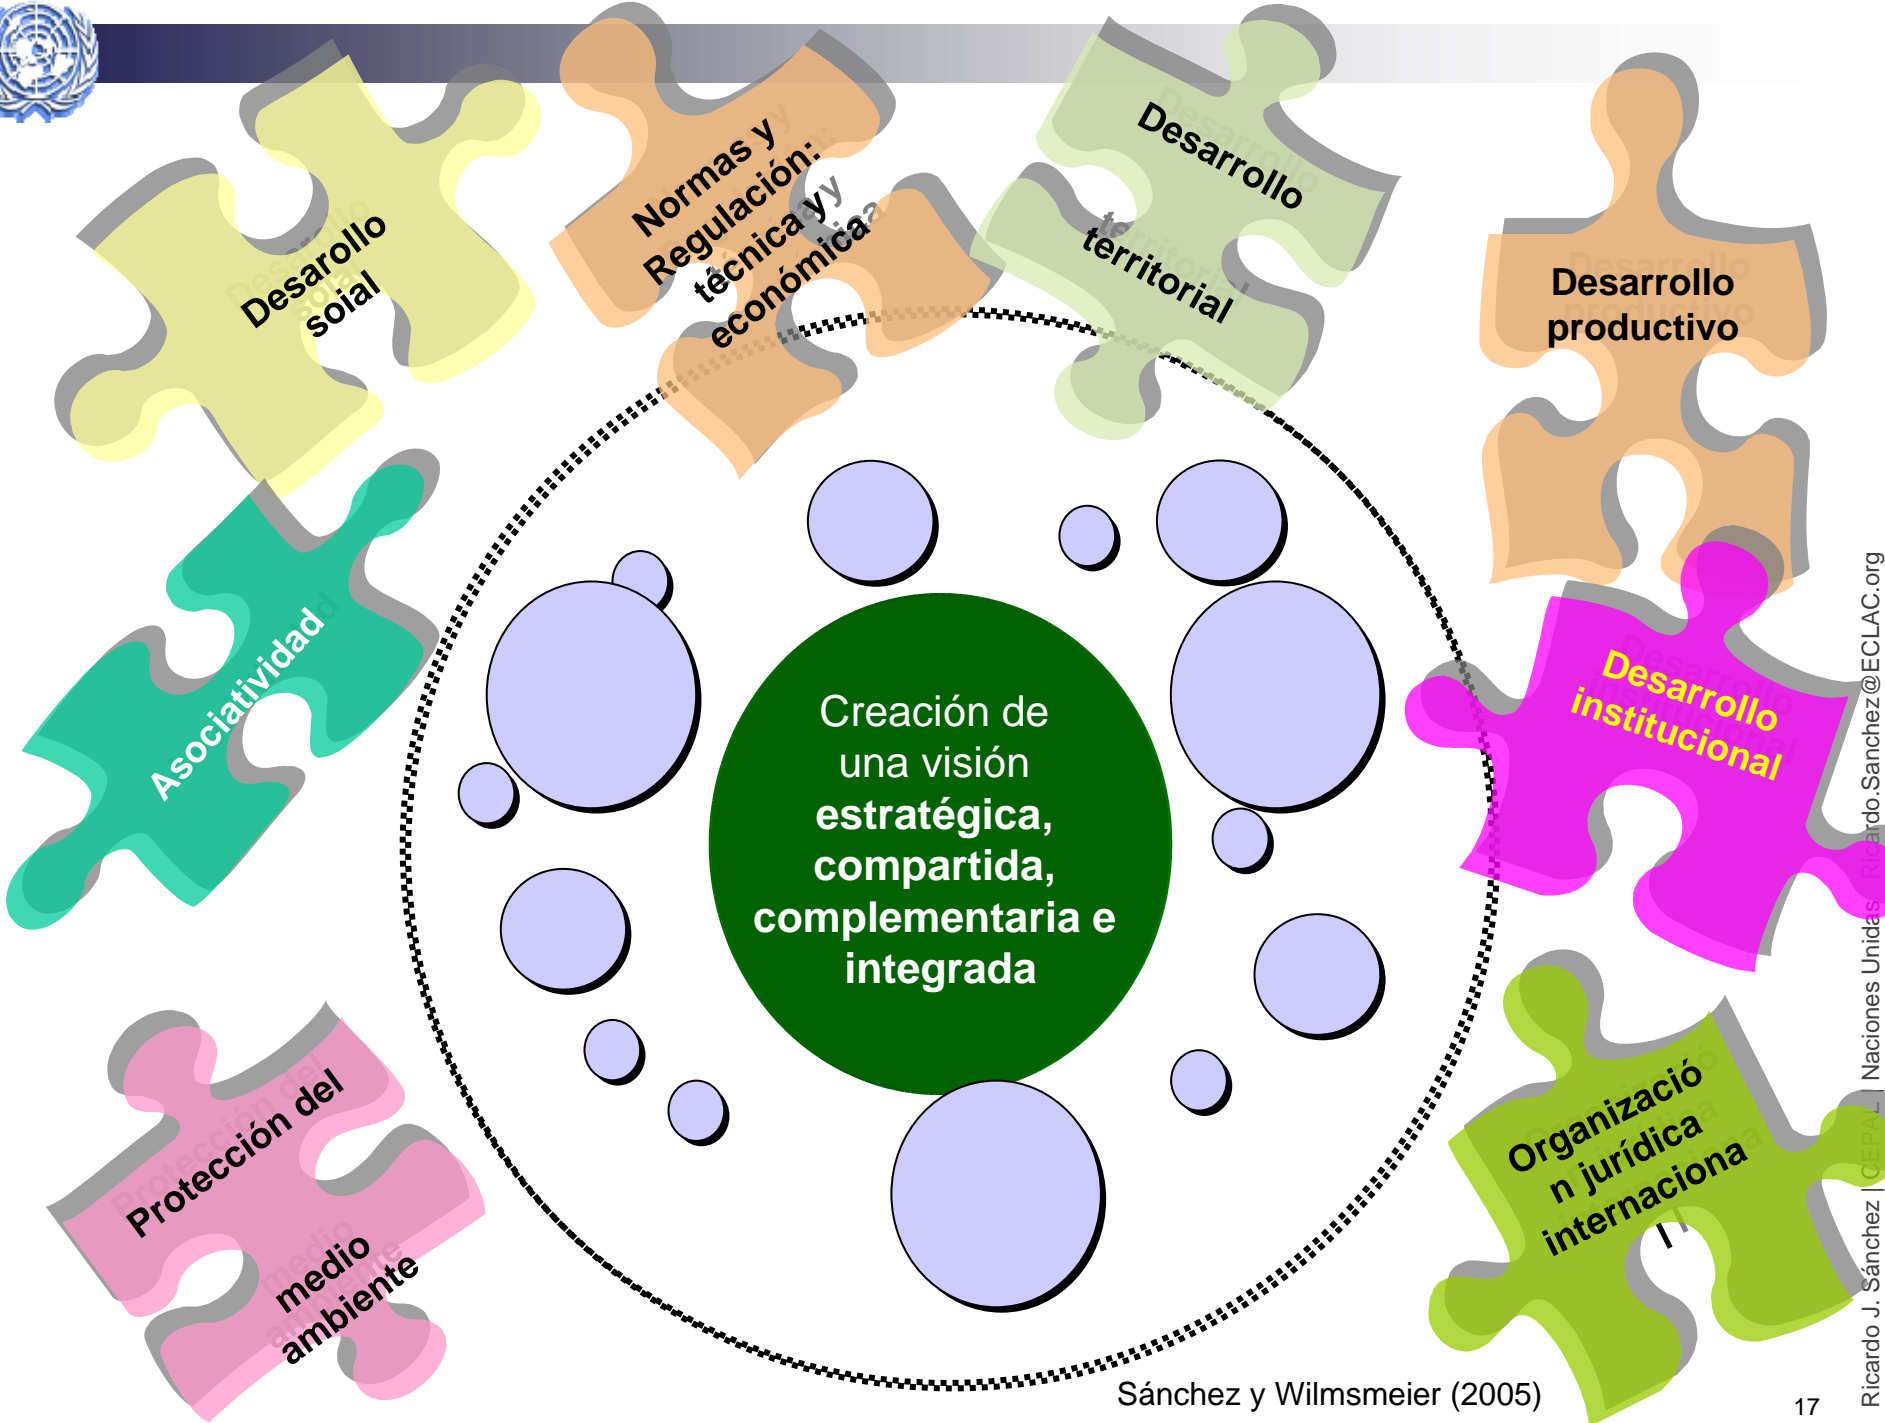 Desarollo
soial
Normas y
Regulación:
técnica y
económica
Desarrollo
territorial
Desarrollo
productivo
Asociatividad
Desarrollo
institucional
Creación de
una visión
estratégica,
compartida,
complementaria e
integrada
Protección del
medio
ambiente
Organizació
n jurídica
internaciona
l
Sánchez y Wilmsmeier (2005)
17
Ricardo J. Sánchez | CEPAL | Naciones Unidas - Ricardo.Sanchez@ECLAC.org